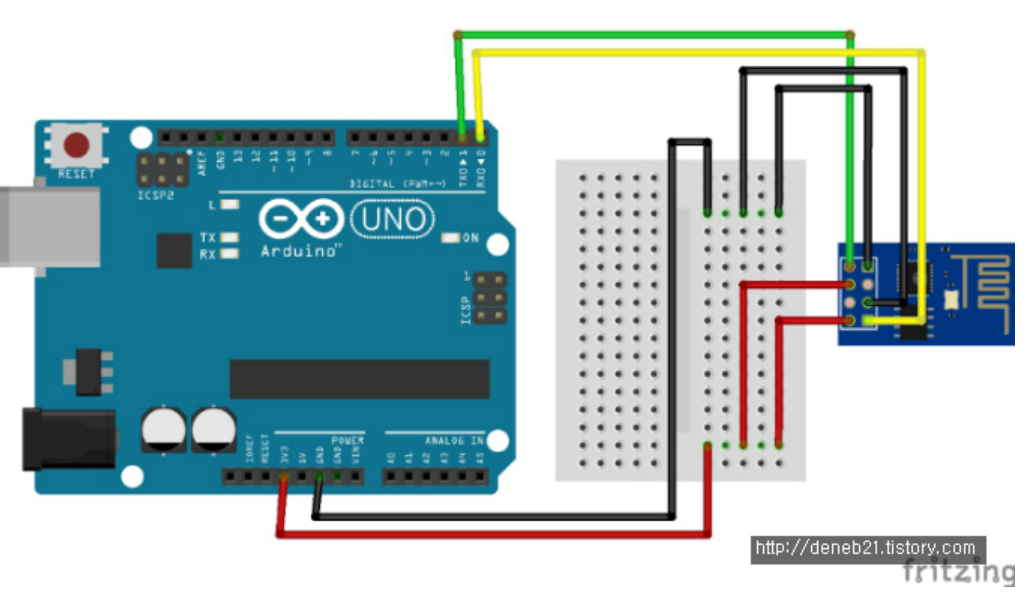 RESET
ICSP2
AREF
GND
13
12
~11
~10
~9
8
7
~6
~5
4
~3
2
TX0▶1
RX0◀0
DIGITAL (PWM=~)
L
TX
RX
Arduino™
UNO
ON
1
ICSP
IOREF
RESET
3V3
5V
GND
GND
VIN
POWER
ANALOG IN
A0
A1
A2
A3
A4
A5
http://deneb21.tistory.com
fritzing